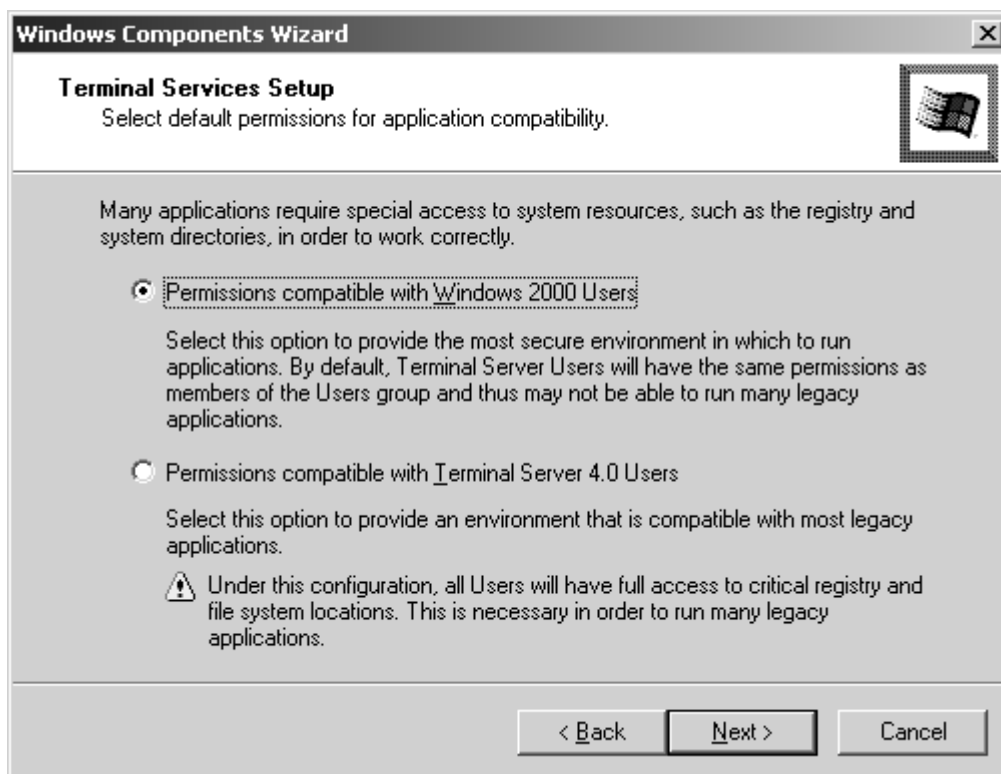 Windows Components Wizard
Terminal Services Setup
Select default permissions for application compatibility.
Many applications require special access to system resources, such as the registry and
system directories, in order to work correctly.
Permissions compatible with Windows 2000 Users
Select this option to provide the most secure environment in which to run
applications. By default, Terminal Server Users will have the same permissions as
members of the Users group and thus may not be able to run many legacy
applications.
Permissions compatible with Terminal Server 4.0 Users
Select this option to provide an environment that is compatible with most legacy
applications.
Under this configuration, all Users will have full access to critical registry and
file system locations. This is necessary in order to run many legacy
applications.
< Back Next > Cancel